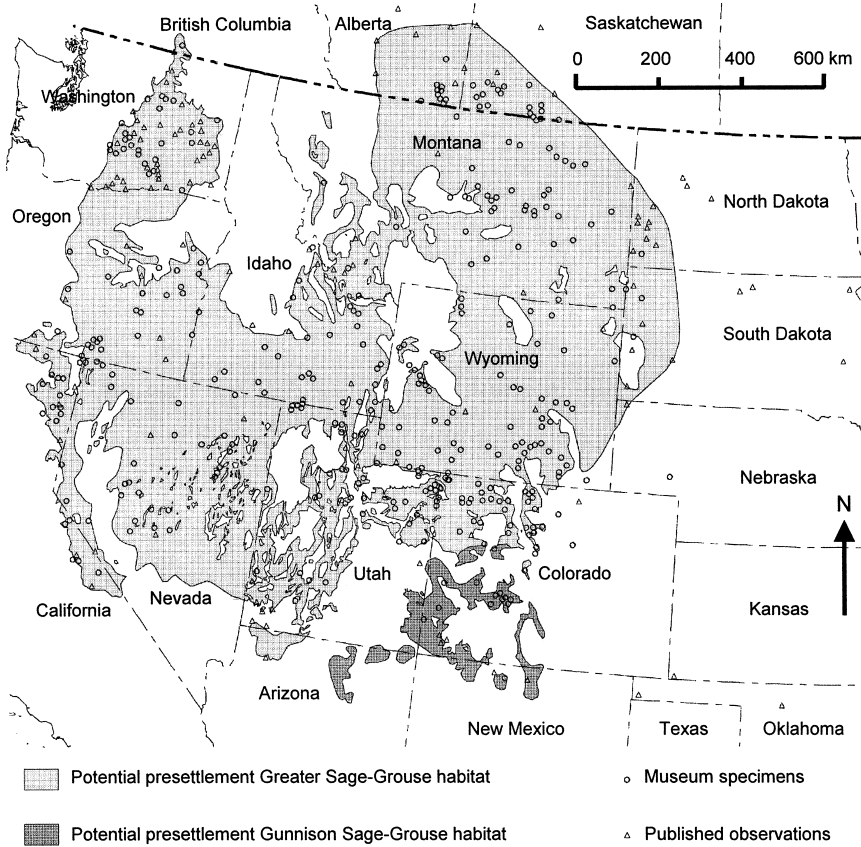 British Columbia
Alberta
Saskatchewan
0 200 400 600 km
Washington
Montana
Oregon
North Dakota
Idaho
South Dakota
Wyoming
Nebraska
N
Utah
Colorado
California
Nevada
Kansas
Arizona
New Mexico
Texas
Oklahoma
Potential presettlement Greater Sage-Grouse habitat
Museum specimens
Potential presettlement Gunnison Sage-Grouse habitat
Published observations